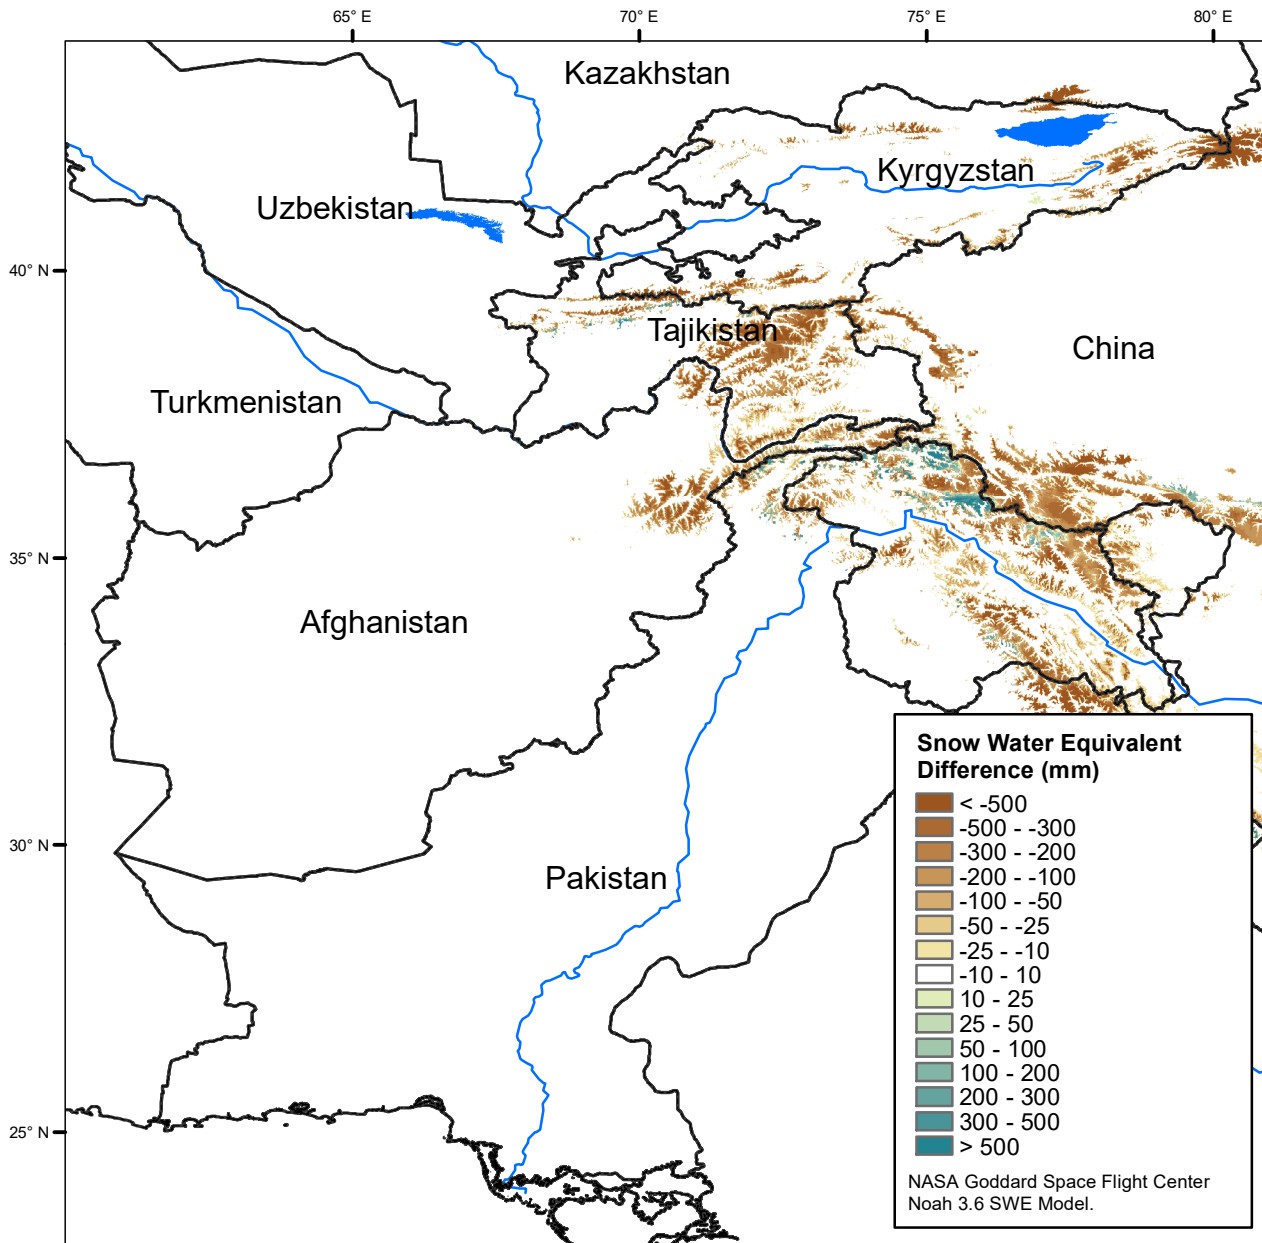 65° E
70° E
75° E
80° E
Kazakhstan
Kyrgyzstan
Uzbekistan
40° N
Tajikistan
China
Turkmenistan
35° N
Afghanistan
30° N
Pakistan
25° N
Snow Water Equivalent
Difference (mm)
< -500
-500 - -300
-300 - -200
-200 - -100
-100 - -50
-50 - -25
-25 - -10
-10 - 10
10 - 25
25 - 50
50 - 100
100 - 200
200 - 300
300 - 500
> 500
NASA Goddard Space Flight Center
Noah 3.6 SWE Model.